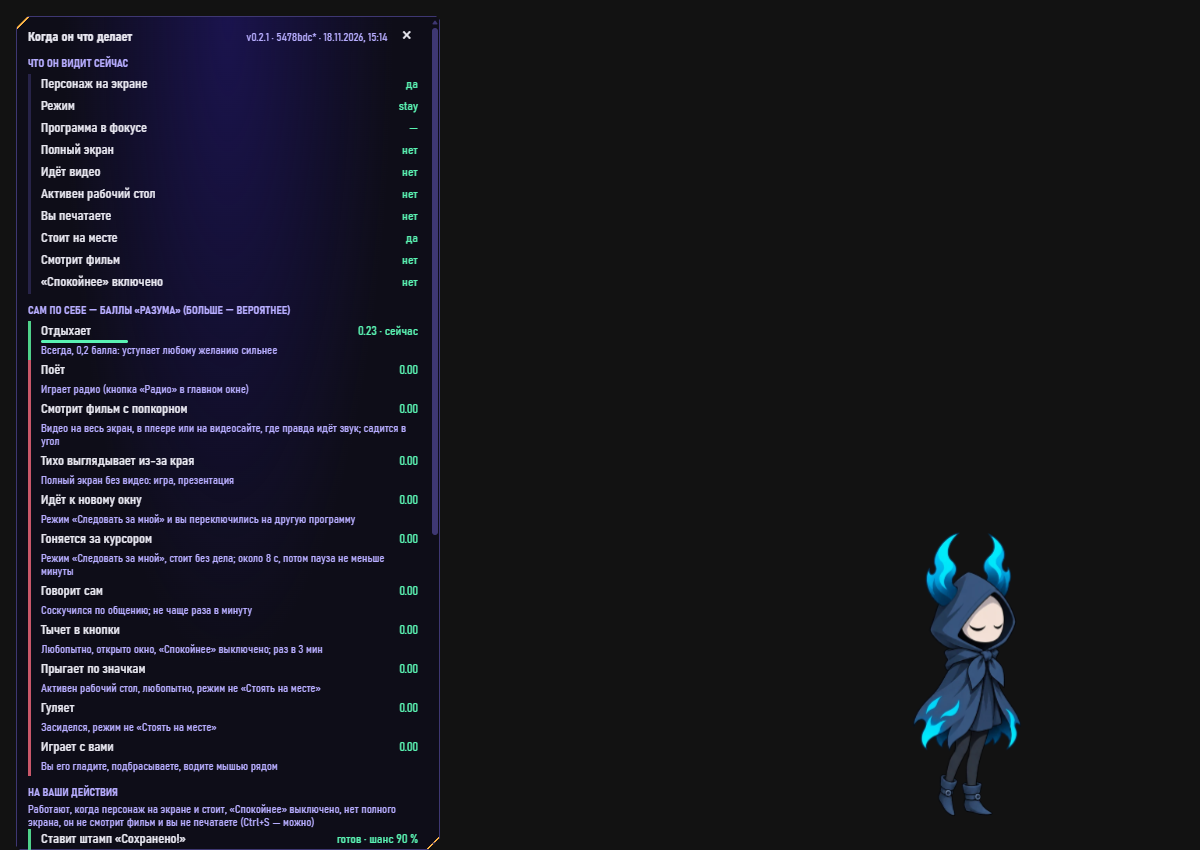 Когда он что делает v0.2.1 · 5478bdc* · 18.11.2026, 15:14 ×
ЧТО ОН ВИДИТ СЕЙЧАС
Персонаж на экране да
Режим stay
Программа в фокусе —
Полный экран нет
Идёт видео нет
Активен рабочий стол нет
Вы печатаете нет
Стоит на месте да
Смотрит фильм нет
«Спокойнее» включено нет
САМ ПО СЕБЕ — БАЛЛЫ «РАЗУМА» (БОЛЬШЕ — ВЕРОЯТНЕЕ)
Отдыхает 0.23 · сейчас
Всегда, 0,2 балла: уступает любому желанию сильнее
Поёт 0.00
Играет радио (кнопка «Радио» в главном окне)
Смотрит фильм с попкорном 0.00
Видео на весь экран, в плеере или на видеосайте, где правда идёт звук; садится в
угол
Тихо выглядывает из-за края 0.00
Полный экран без видео: игра, презентация
Идёт к новому окну 0.00
Режим «Следовать за мной» и вы переключились на другую программу
Гоняется за курсором 0.00
Режим «Следовать за мной», стоит без дела; около 8 с, потом пауза не меньше
минуты
Говорит сам 0.00
Соскучился по общению; не чаще раза в минуту
Тычет в кнопки 0.00
Любопытно, открыто окно, «Спокойнее» выключено; раз в 3 мин
Прыгает по значкам 0.00
Активен рабочий стол, любопытно, режим не «Стоять на месте»
Гуляет 0.00
Засиделся, режим не «Стоять на месте»
Играет с вами 0.00
Вы его гладите, подбрасываете, водите мышью рядом
НА ВАШИ ДЕЙСТВИЯ
Работают, когда персонаж на экране и стоит, «Спокойнее» выключено, нет полного
экрана, он не смотрит фильм и вы не печатаете (Ctrl+S — можно)
Ставит штамп «Сохранено!» готов · шанс 90 %